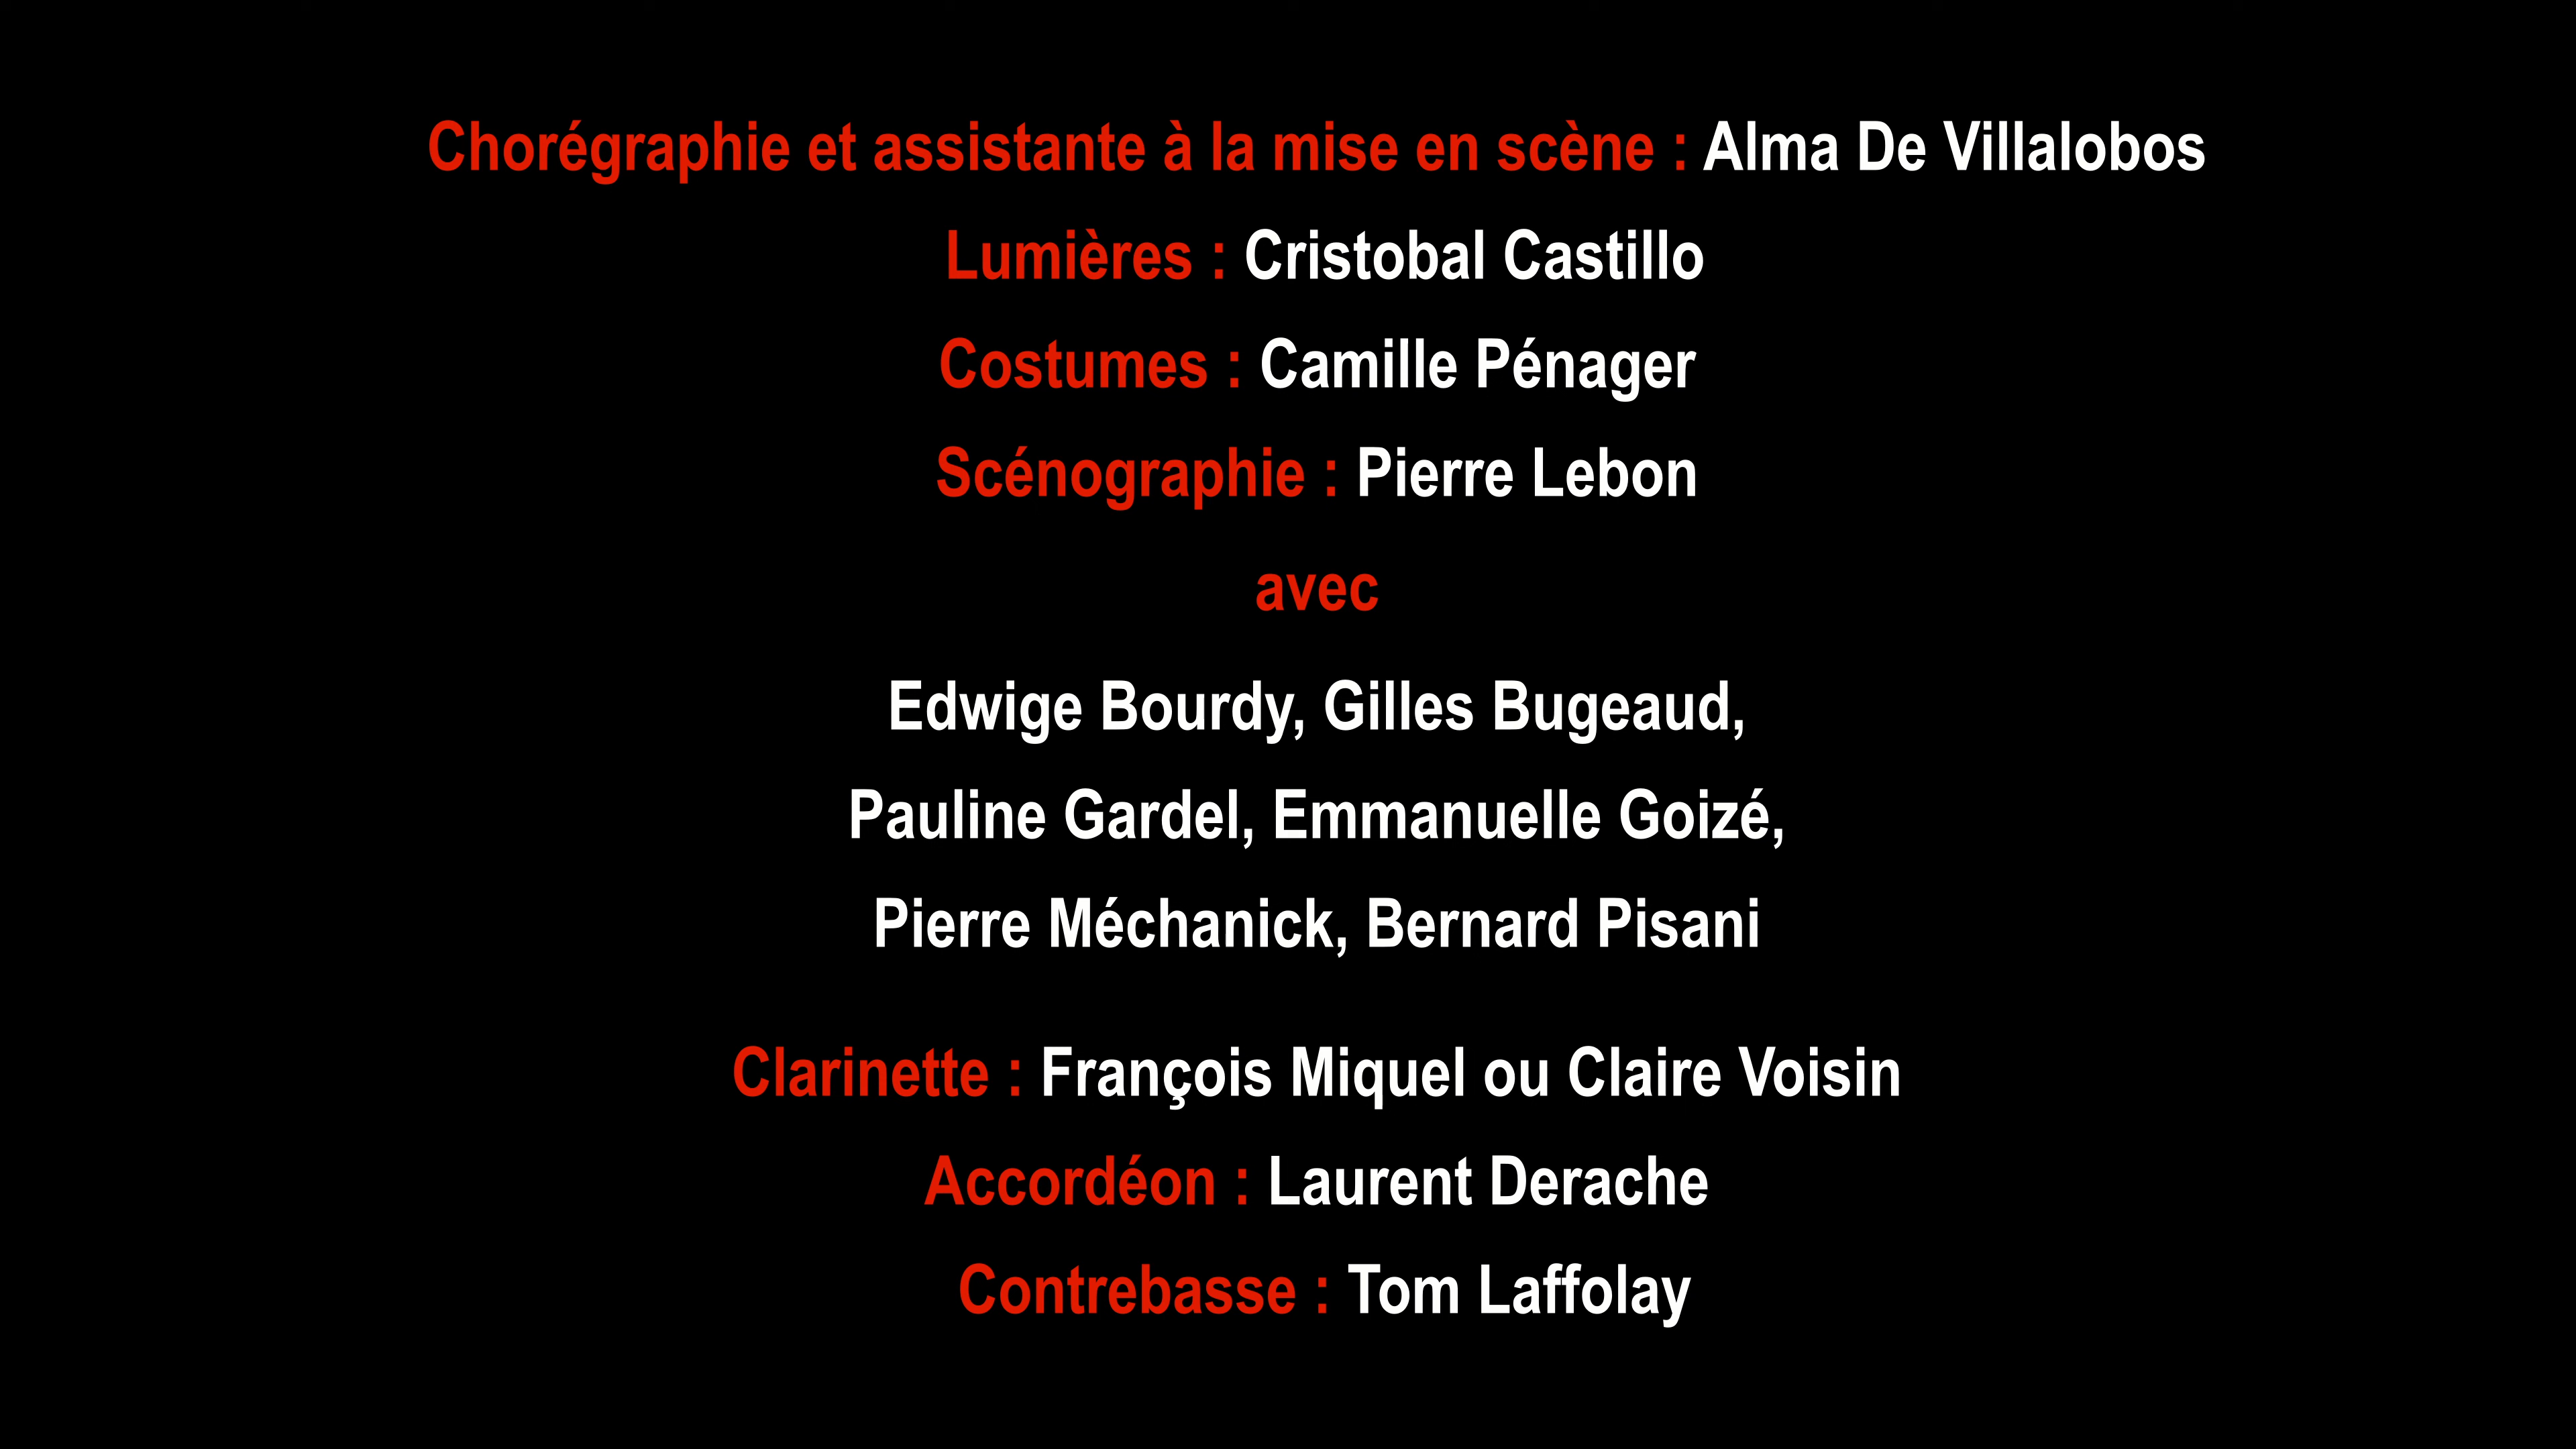 Chorégraphie et assistante à la mise en scène : Alma De Villalobos
Lumières : Cristobal Castillo
Costumes : Camille Pénager
Scénographie : Pierre Lebon
avec
Edwige Bourdy, Gilles Bugeaud,
Pauline Gardel, Emmanuelle Goizé,
Pierre Méchanick, Bernard Pisani
Clarinette : François Miquel ou Claire Voisin
Accordéon : Laurent Derache
Contrebasse : Tom Laffolay